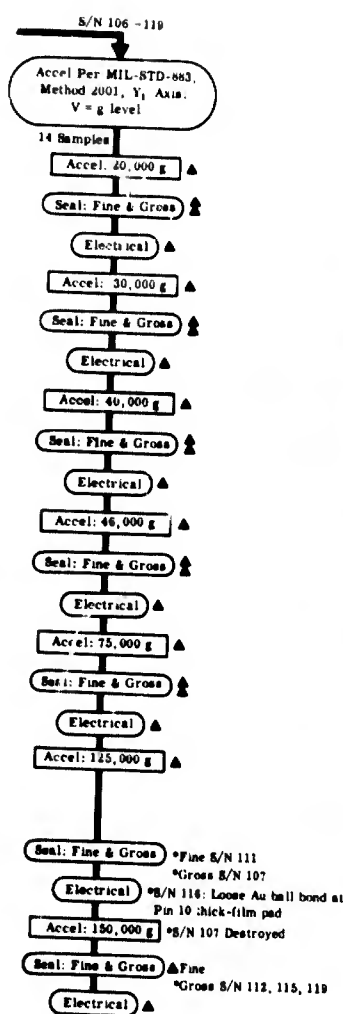 S/N 106 -119
Accel Per MIL-STD-883,
Method 2001, Y₁ Axis.
V = g level
14 Samples
Accel: 20,000 g ▲
Seal: Fine & Gross ▲▲
Electrical ▲
Accel: 30,000 g ▲
Seal: Fine & Gross ▲▲
Electrical ▲
Accel: 40,000 g ▲
Seal: Fine & Gross ▲▲
Electrical ▲
Accel: 46,000 g ▲
Seal: Fine & Gross ▲▲
Electrical ▲
Accel: 75,000 g ▲
Seal: Fine & Gross ▲▲
Electrical ▲
Accel: 125,000 g ▲
Seal: Fine & Gross *Fine S/N 111
*Gross S/N 107
Electrical *S/N 116: Loose Au ball bond at
Pin 10 thick-film pad
Accel: 150,000 g *S/N 107 Destroyed
Seal: Fine & Gross ▲Fine
*Gross S/N 112, 115, 119
Electrical ▲